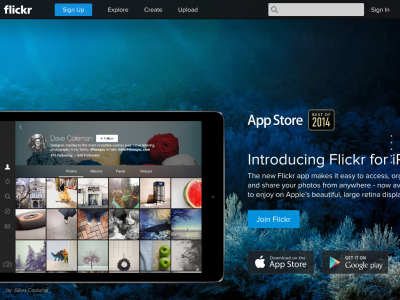 flickr Sign Up Explore Create Upload Sign In
Dave Coleman + Follow
Photos Albums Faves Groups
App Store BEST OF 2014
Introducing Flickr for iP
The new Flickr app makes it easy to access, org
and share your photos from anywhere - now av
to enjoy on Apple's beautiful, large retina displa
Join Flickr
Download on the
App Store
GET IT ON
Google play
by